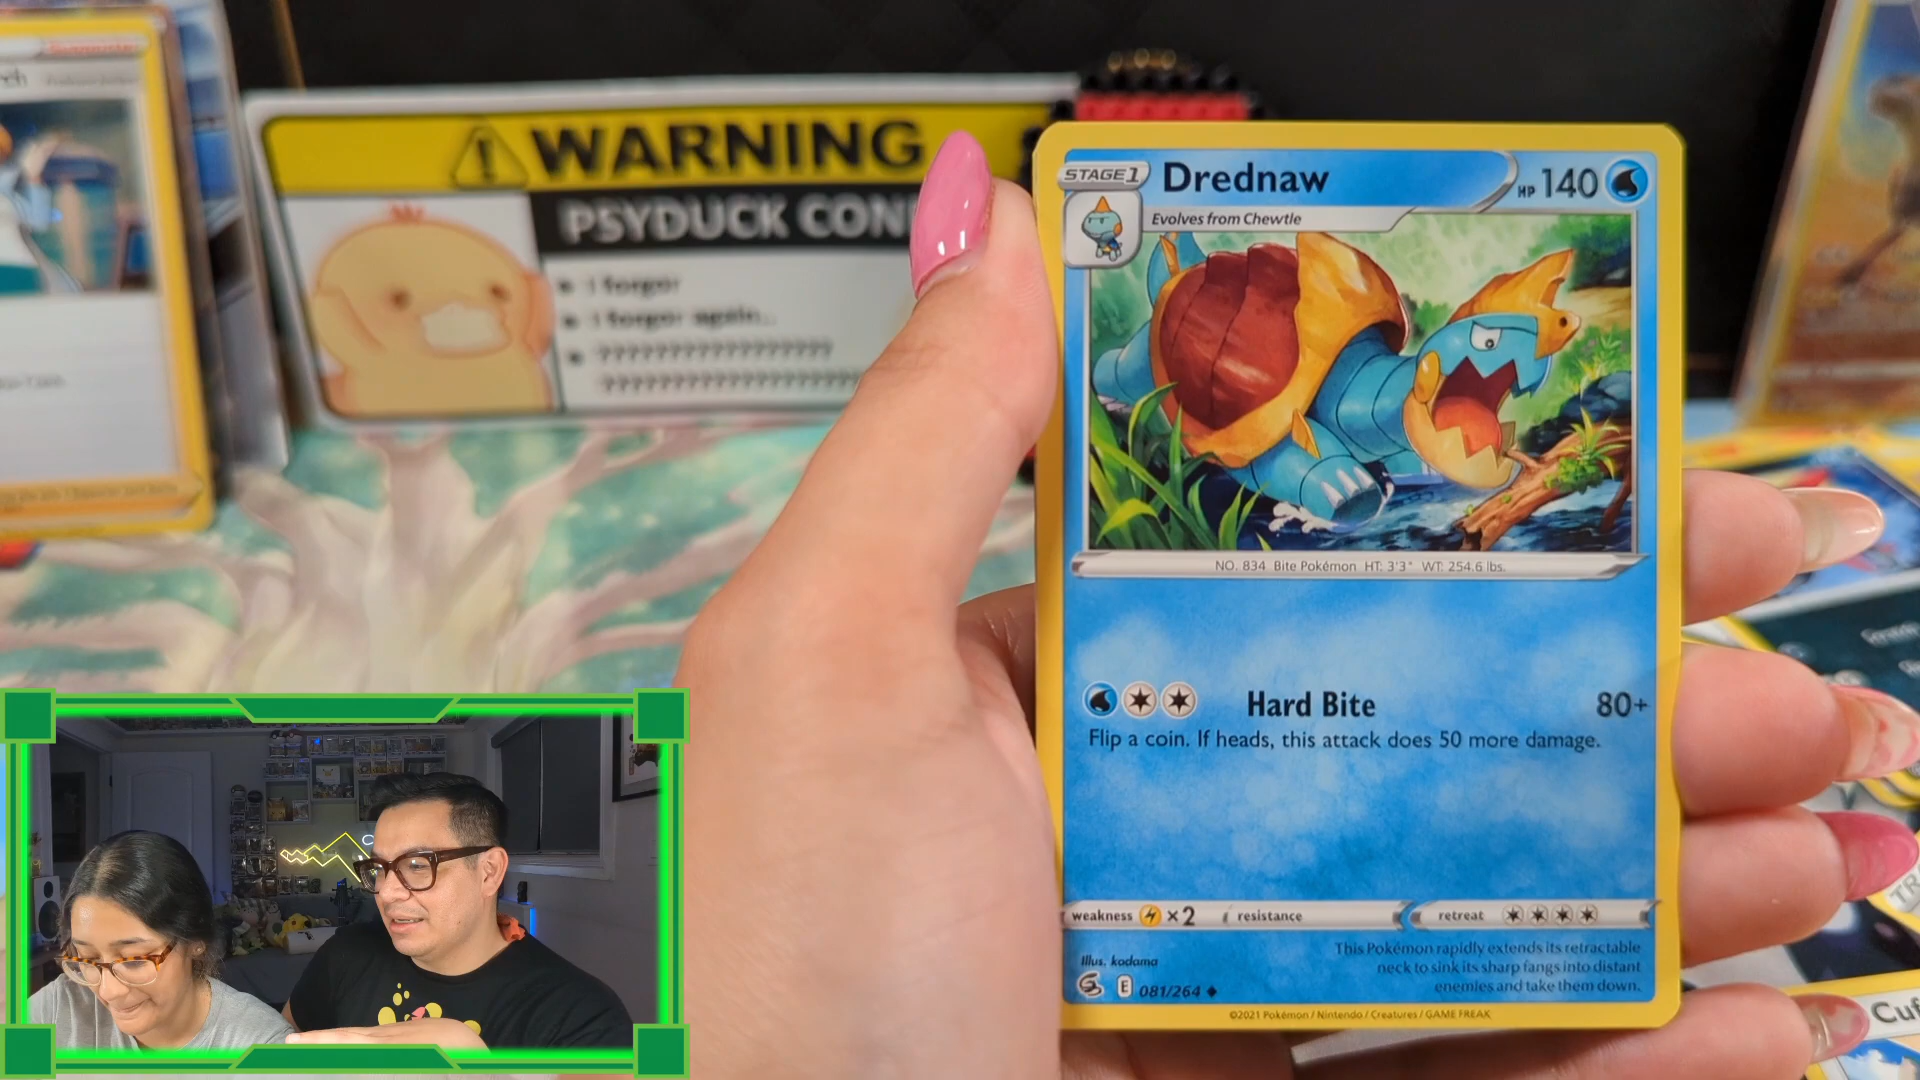 WARNING
PSYDUCK CON
I forgor
I forgor again..
?????????????????
???????????????????
STAGE 1
Drednaw
HP 140
Evolves from Chewtle
NO. 834 Bite Pokémon HT: 3'3" WT: 254.6 lbs.
Hard Bite 80+
Flip a coin. If heads, this attack does 50 more damage.
weakness ×2 resistance retreat
Illus. kodama
This Pokémon rapidly extends its retractable
neck to sink its sharp fangs into distant
enemies and take them down.
E 081/264
©2021 Pokémon / Nintendo / Creatures / GAME FREAK